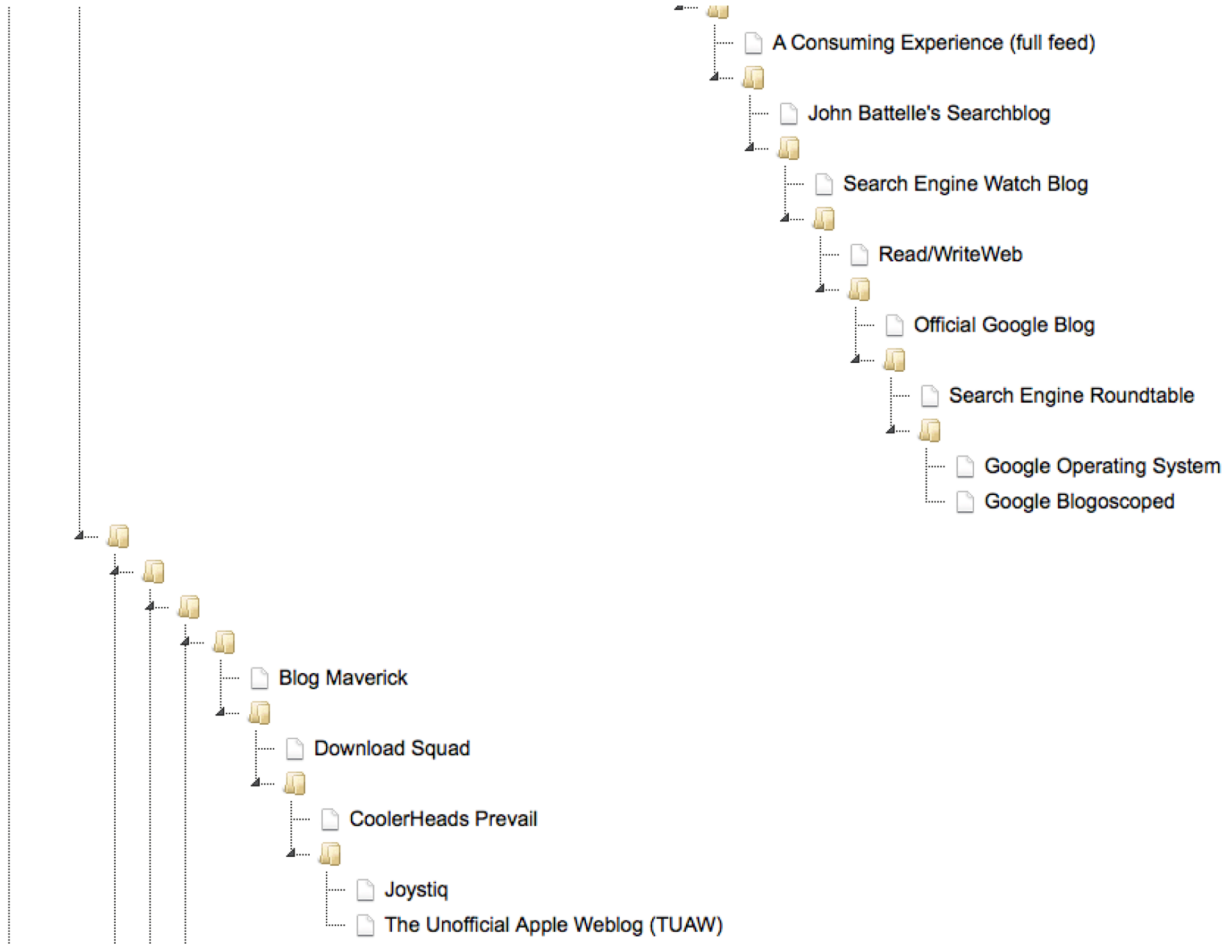 A Consuming Experience (full feed)
John Battelle's Searchblog
Search Engine Watch Blog
Read/WriteWeb
Official Google Blog
Search Engine Roundtable
Google Operating System
Google Blogoscoped
Blog Maverick
Download Squad
CoolerHeads Prevail
Joystiq
The Unofficial Apple Weblog (TUAW)